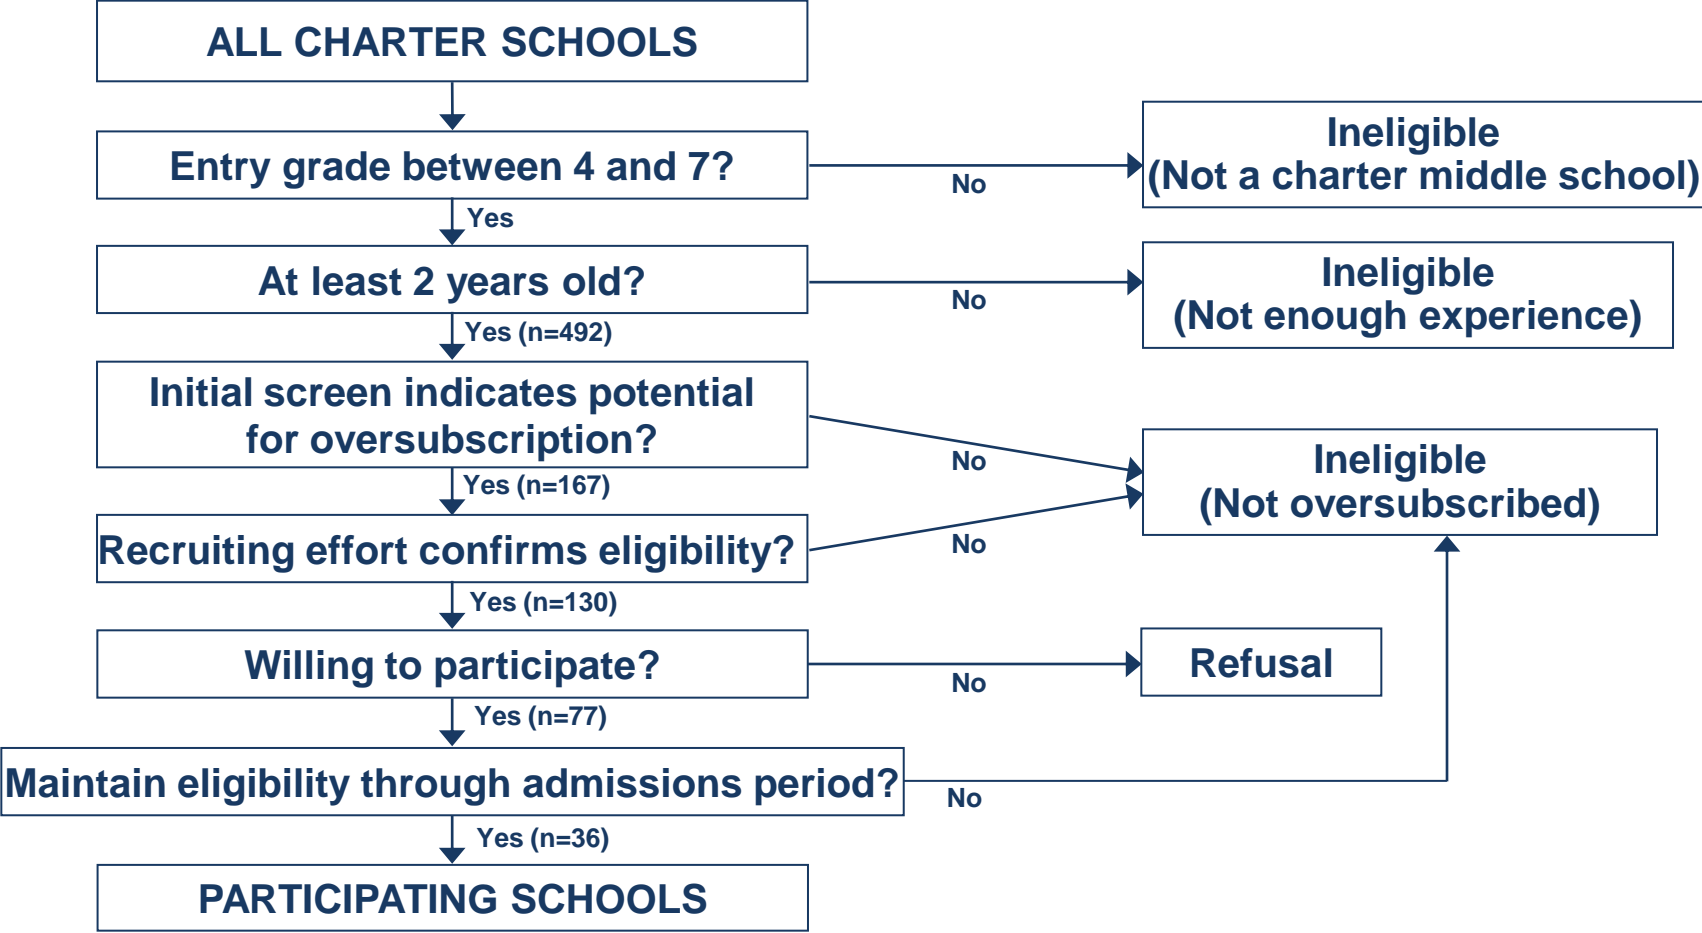 ALL CHARTER SCHOOLS
Entry grade between 4 and 7?
No
Ineligible
(Not a charter middle school)
Yes
At least 2 years old?
No
Ineligible
(Not enough experience)
Yes (n=492)
Initial screen indicates potential
for oversubscription?
No
Ineligible
(Not oversubscribed)
Yes (n=167)
Recruiting effort confirms eligibility?
No
Yes (n=130)
Willing to participate?
No
Refusal
Yes (n=77)
Maintain eligibility through admissions period?
No
Yes (n=36)
PARTICIPATING SCHOOLS